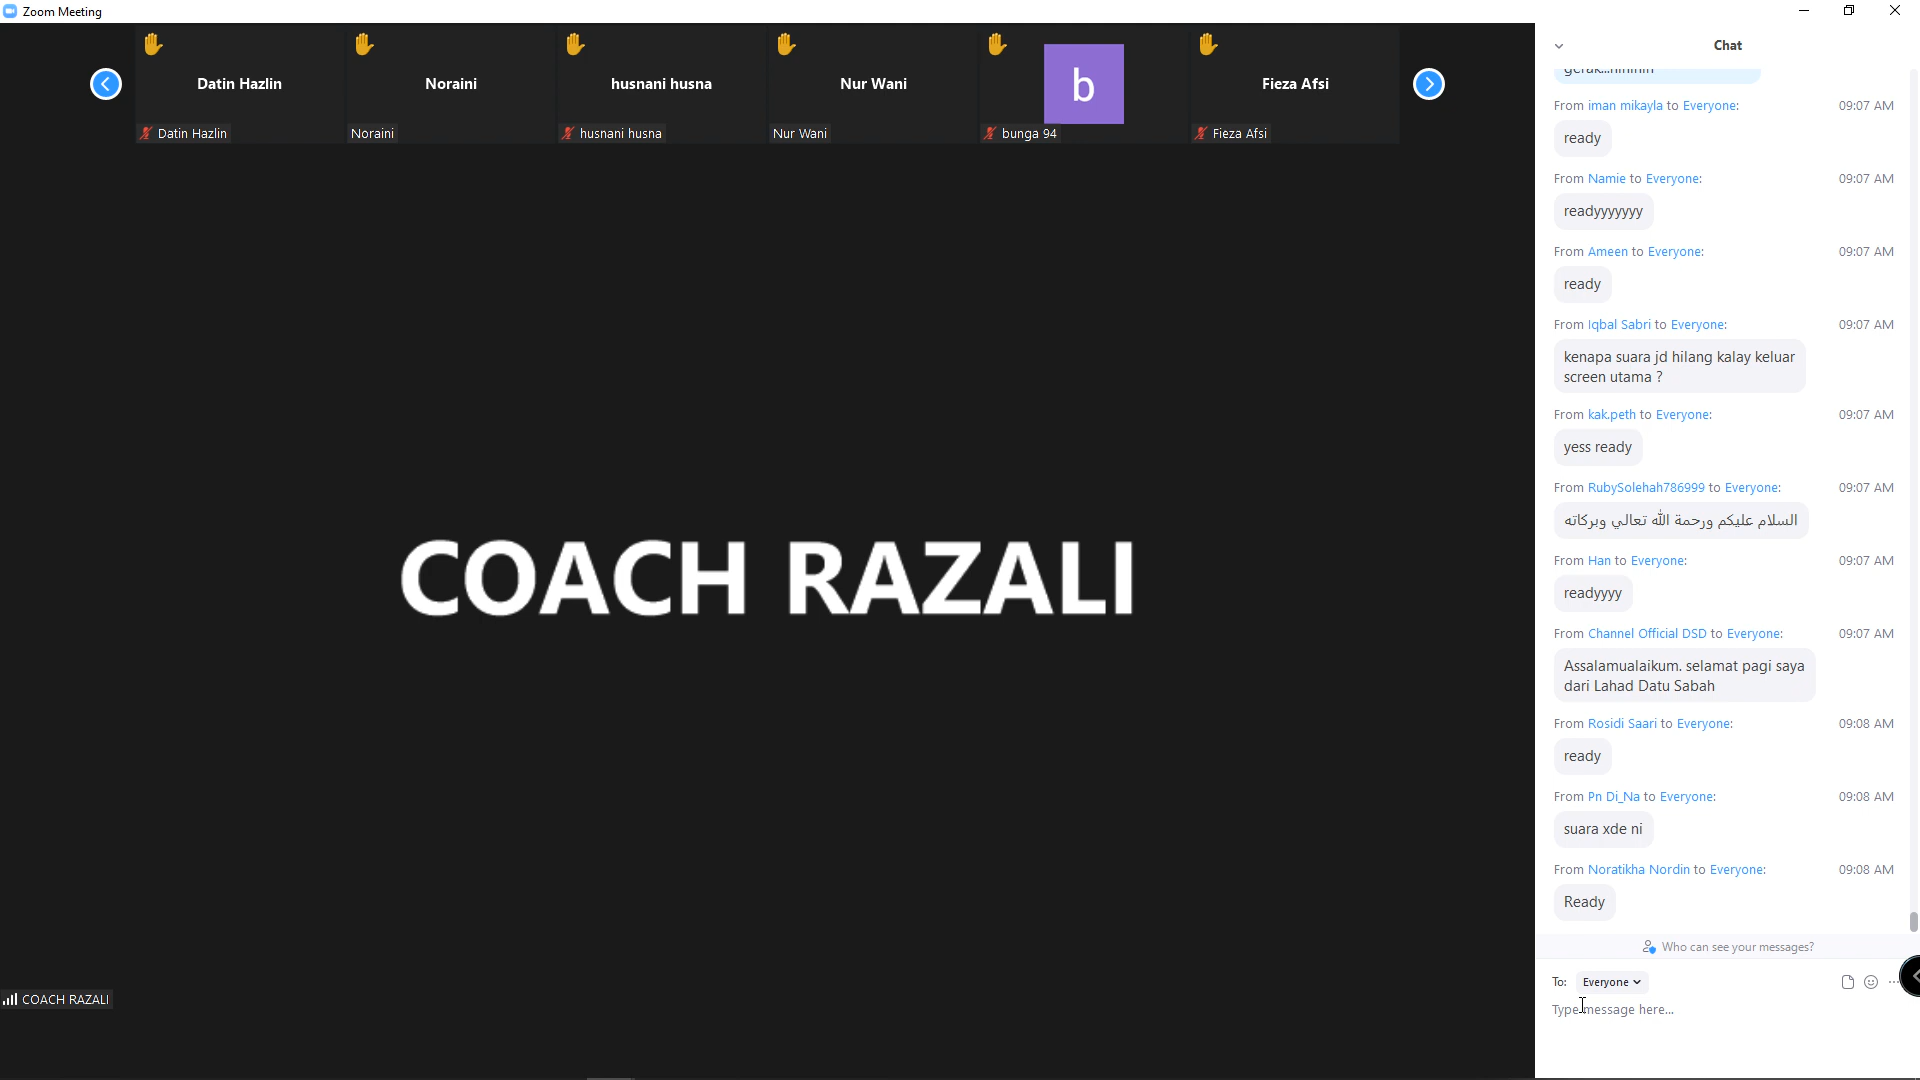 Zoom Meeting
Datin Hazlin
Noraini
husnani husna
Nur Wani
b
Fieza Afsi
Datin Hazlin
Noraini
husnani husna
Nur Wani
bunga 94
Fieza Afsi
COACH RAZALI
COACH RAZALI
Chat
From iman mikayla to Everyone: 09:07 AM
ready
From Namie to Everyone: 09:07 AM
readyyyyyyy
From Ameen to Everyone: 09:07 AM
ready
From Iqbal Sabri to Everyone: 09:07 AM
kenapa suara jd hilang kalay keluar
screen utama ?
From kak.peth to Everyone: 09:07 AM
yess ready
From RubySolehah786999 to Everyone: 09:07 AM
السلام عليكم ورحمة الله تعالي وبركاته
From Han to Everyone: 09:07 AM
readyyyy
From Channel Official DSD to Everyone: 09:07 AM
Assalamualaikum. selamat pagi saya
dari Lahad Datu Sabah
From Rosidi Saari to Everyone: 09:08 AM
ready
From Pn Di_Na to Everyone: 09:08 AM
suara xde ni
From Noratikha Nordin to Everyone: 09:08 AM
Ready
Who can see your messages?
To: Everyone
Type message here...